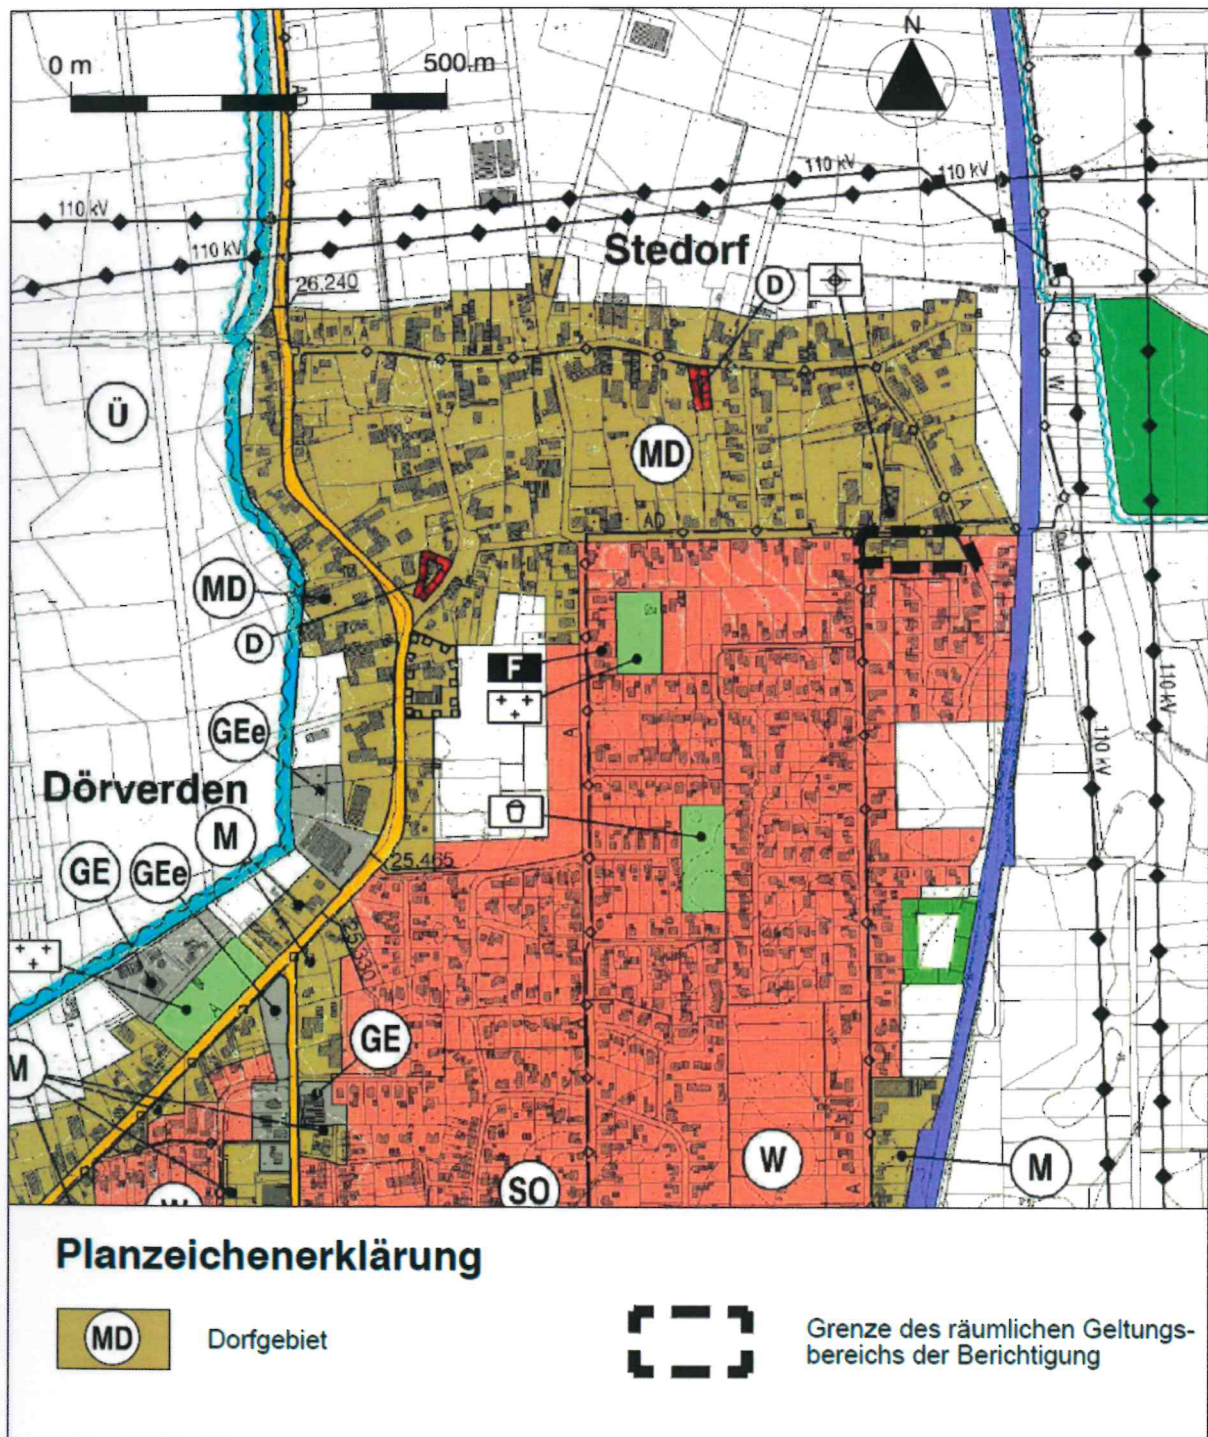 N
0 m
500 m
AD
110 kV
110 kV
110 kV
110 kV
Stedorf
D
26.240
A
W
Ü
MD
AD
A
MD
D
F
A
GEe
Dörverden
M
110 kV
110 kV
25.465
GE
GEe
25.330
A
GE
M
W
M
SO
W
A
Planzeichenerklärung
MD
Dorfgebiet
Grenze des räumlichen Geltungs-
bereichs der Berichtigung